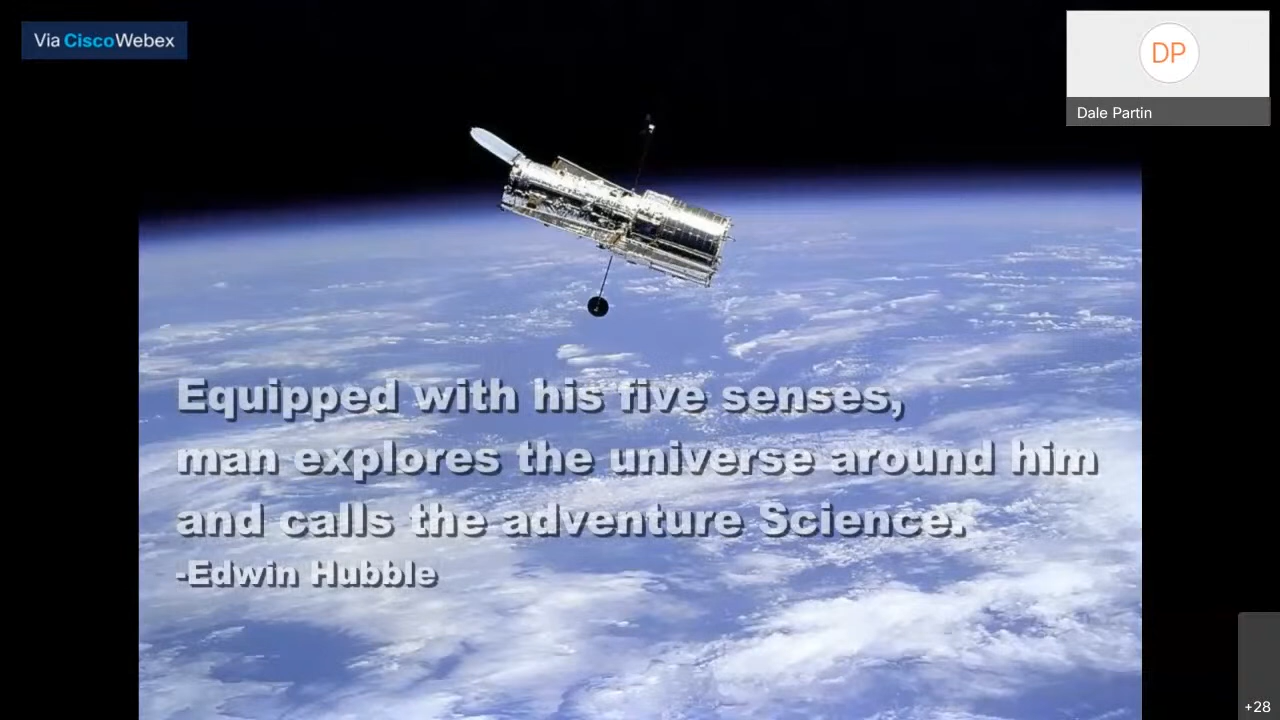 Via CiscoWebex
DP
Dale Partin
Equipped with his five senses,
man explores the universe around him
and calls the adventure Science.
-Edwin Hubble
+28